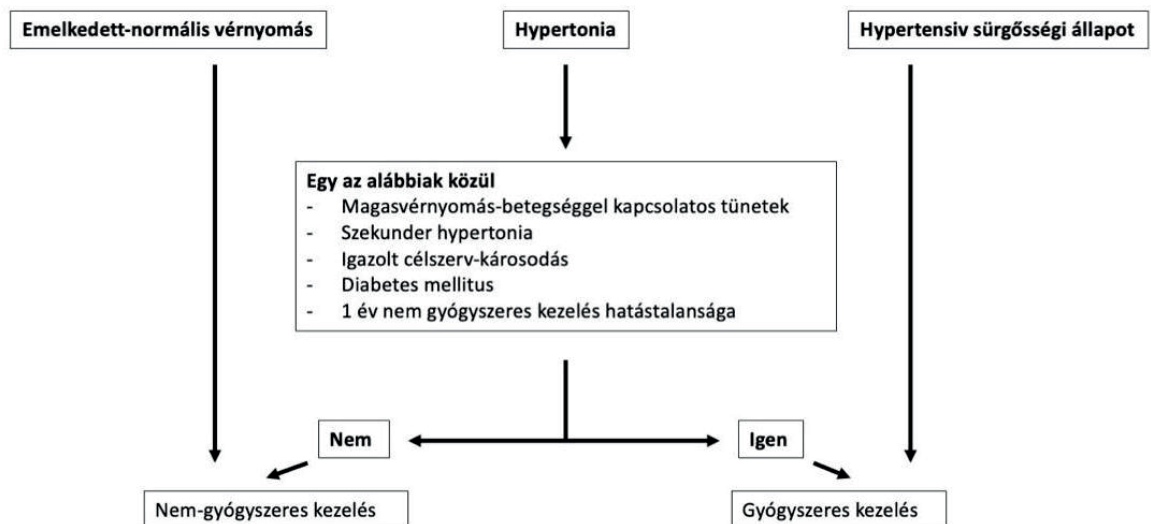 Emelkedett-normális vérnyomás
Hypertonia
Hypertensiv sürgősségi állapot
Egy az alábbiak közül
- Magasvérnyomás-betegséggel kapcsolatos tünetek
- Szekunder hypertonia
- Igazolt célszerv-károsodás
- Diabetes mellitus
- 1 év nem gyógyszeres kezelés hatástalansága
Nem
Igen
Nem-gyógyszeres kezelés
Gyógyszeres kezelés